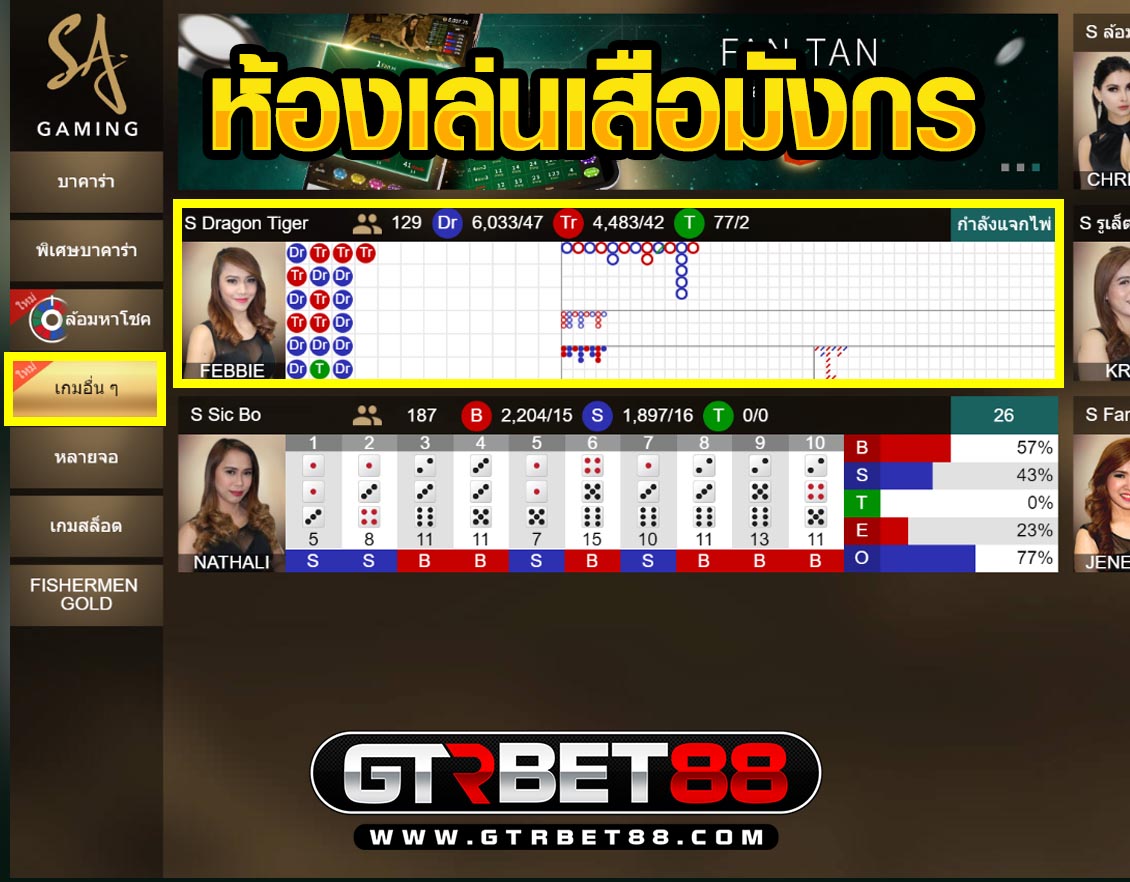 SA
GAMING
FAN TAN
ห้องเล่นเสือมังกร
บาคาร่า
พิเศษบาคาร่า
ใหม่
ล้อมหาโชค
ใหม่
เกมอื่น ๆ
หลายจอ
เกมสล็อต
FISHERMEN
GOLD
S Dragon Tiger 129 Dr 6,033/47 Tr 4,483/42 T 77/2 กำลังแจกไพ่
Dr Tr Tr Tr
Tr Dr Dr
Dr Tr Dr
Tr Tr Dr
Dr Dr Dr
Dr T Dr
FEBBIE
S Sic Bo 187 B 2,204/15 S 1,897/16 T 0/0 26
1 2 3 4 5 6 7 8 9 10
5 8 11 11 7 15 10 11 13 11
S S B B S B S B B B
B 57%
S 43%
T 0%
E 23%
O 77%
NATHALI
S ล้อม
CHRI
S รูเล็ต
KR
S Far
JENE
GTRBET88
WWW.GTRBET88.COM